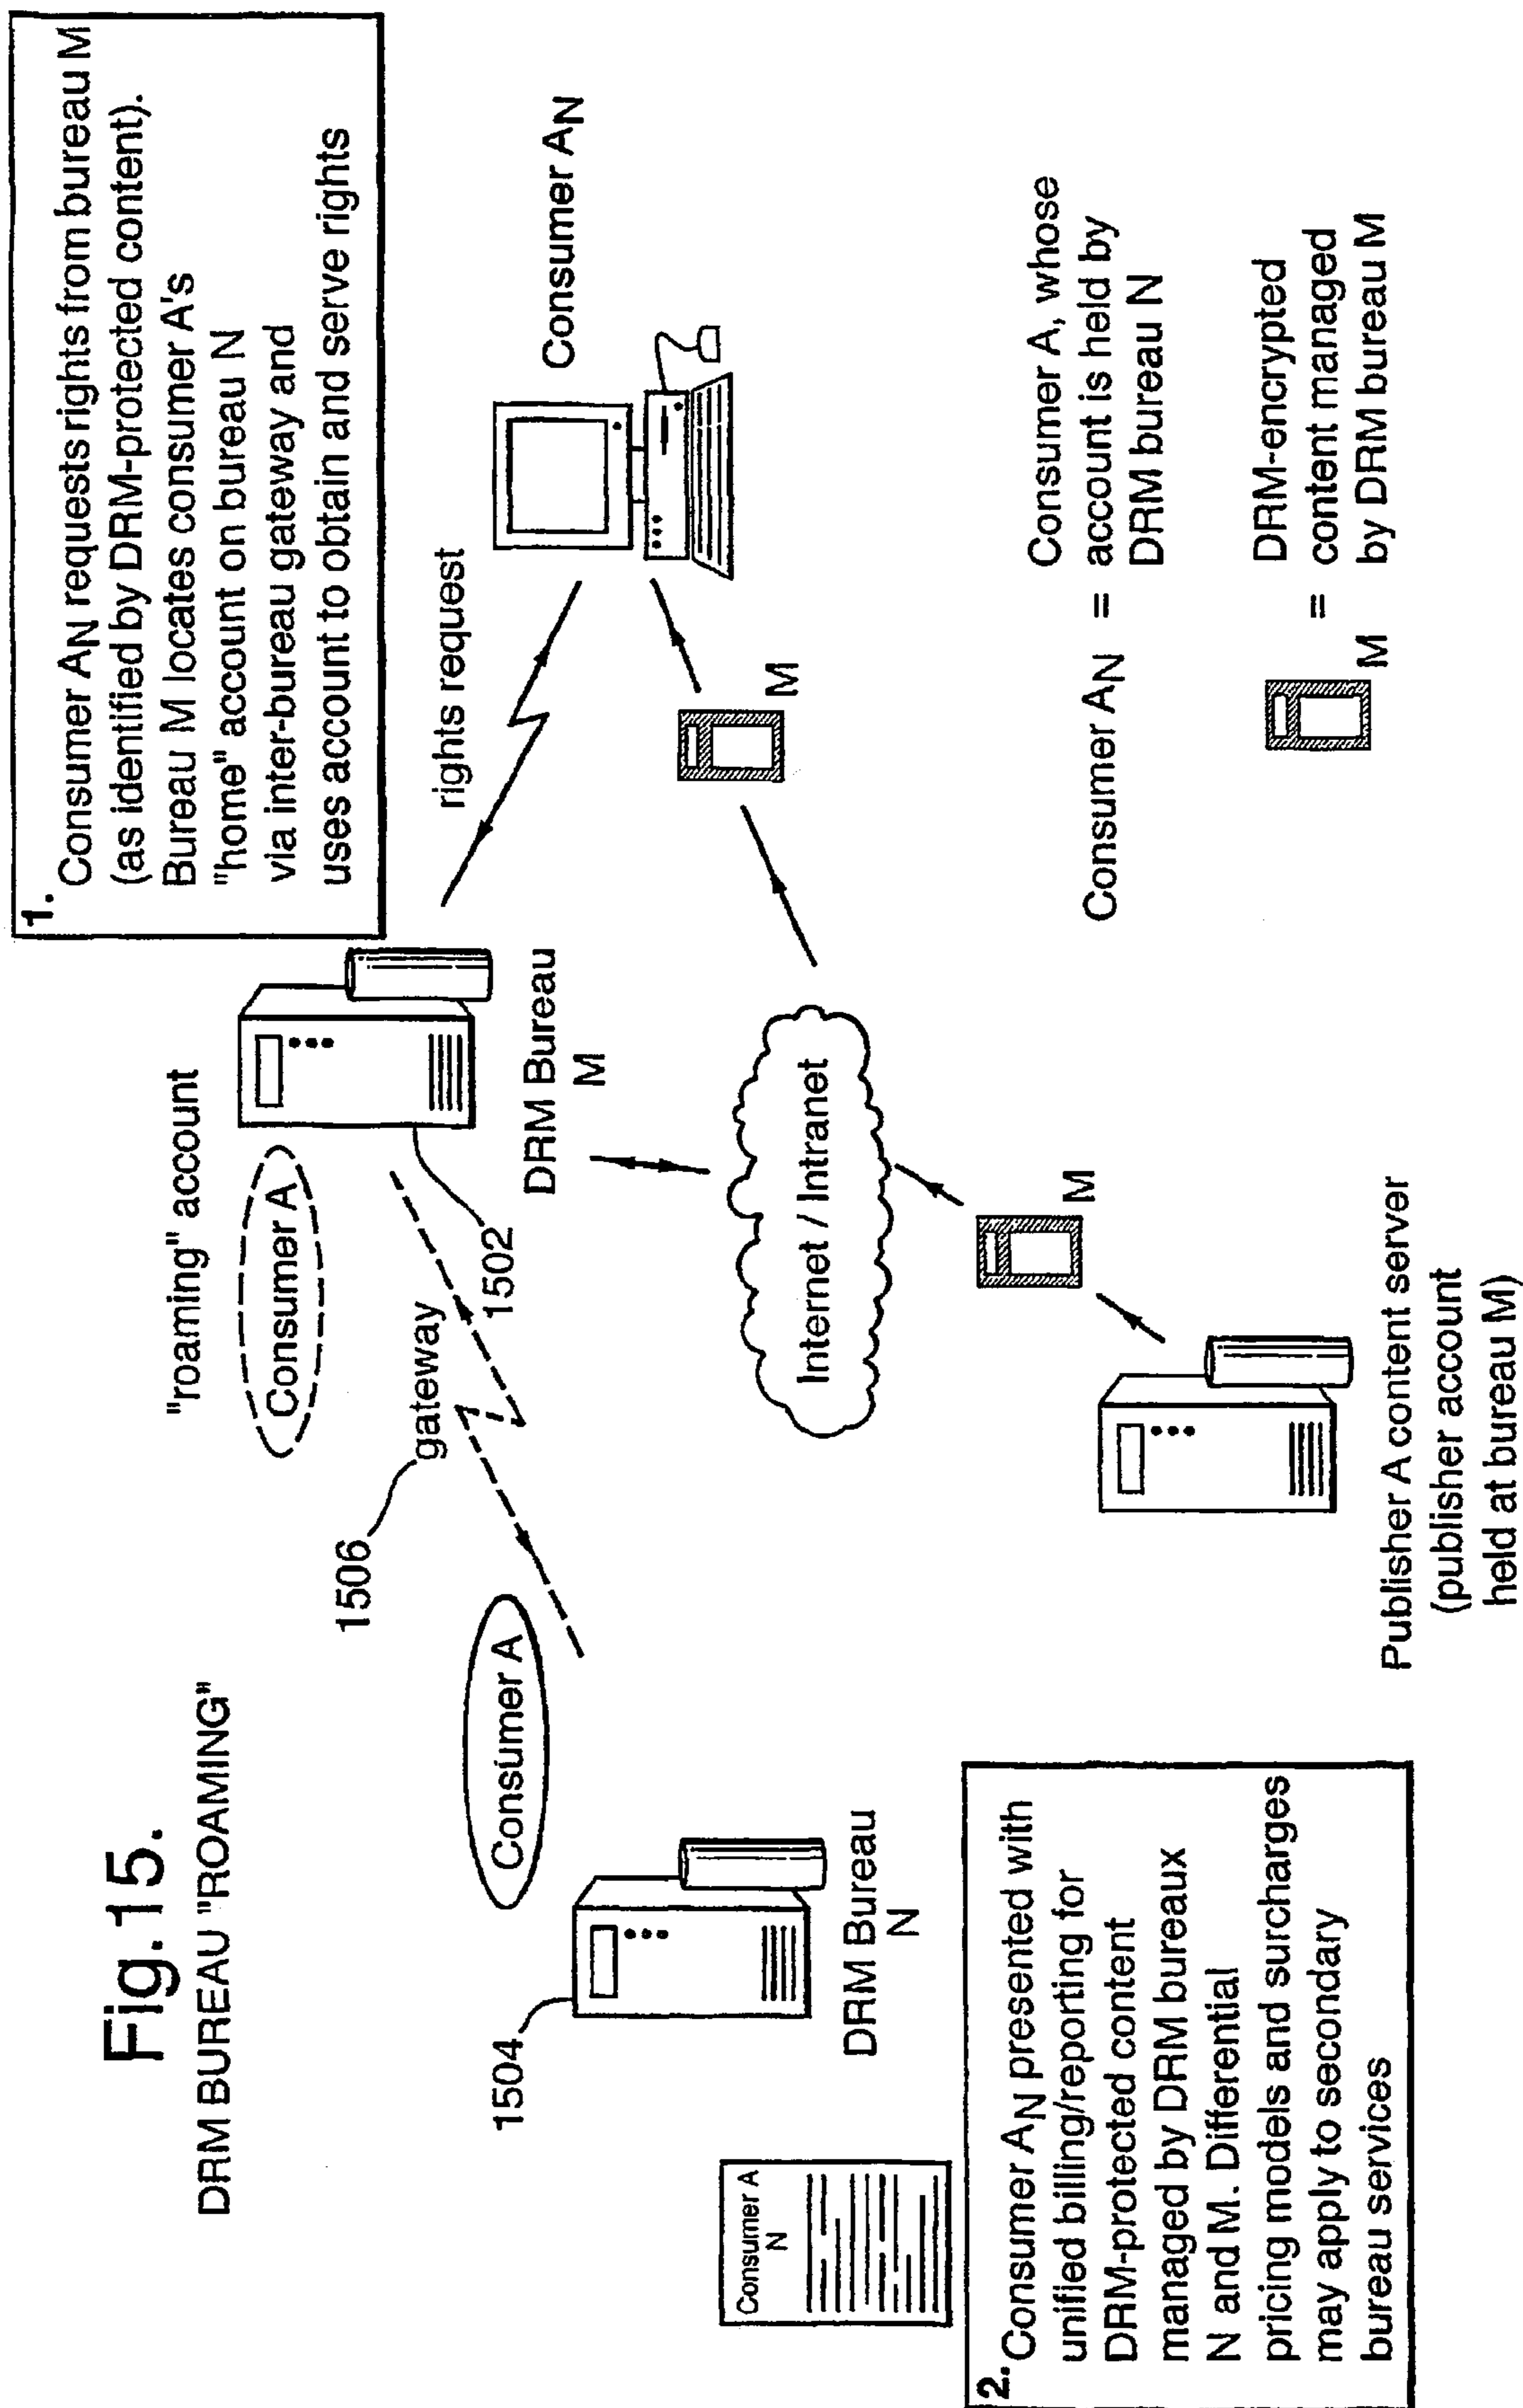 Fig.15.
DRM BUREAU "ROAMING"
1.
Consumer AN requests rights from bureau M
(as identified by DRM-protected content).
Bureau M locates consumer A's
"home" account on bureau N
via inter-bureau gateway and
uses account to obtain and serve rights
"roaming" account
Consumer A
1506
gateway
1502
DRM Bureau
M
rights request
Consumer AN
M
Consumer A
1504
DRM Bureau
N
Internet / Intranet
M
Consumer A
N
2. Consumer AN presented with
unified billing/reporting for
DRM-protected content
managed by DRM bureaux
N and M. Differential
pricing models and surcharges
may apply to secondary
bureau services
Publisher A content server
(publisher account
held at bureau M)
Consumer AN = Consumer A, whose
account is held by
DRM bureau N
M = DRM-encrypted
content managed
by DRM bureau M